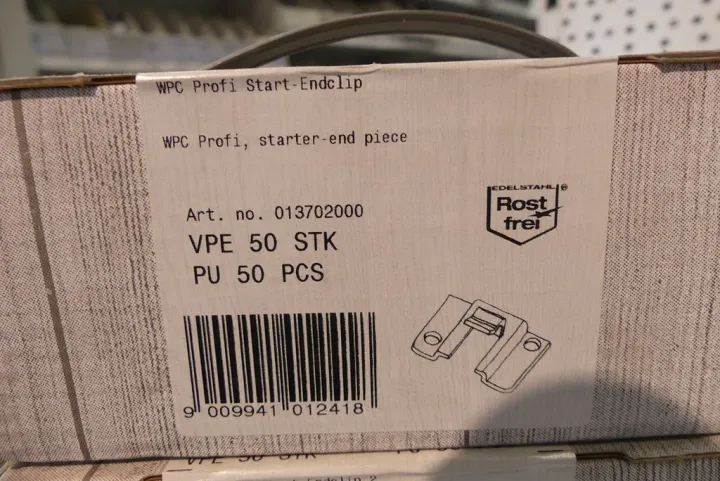 WPC Profi Start-Endclip
WPC Profi, starter-end piece
Art. no. 013702000
VPE 50 STK
PU 50 PCS
EDELSTAHL®
Rost
frei
9 009941 012418
VPE 50 STK